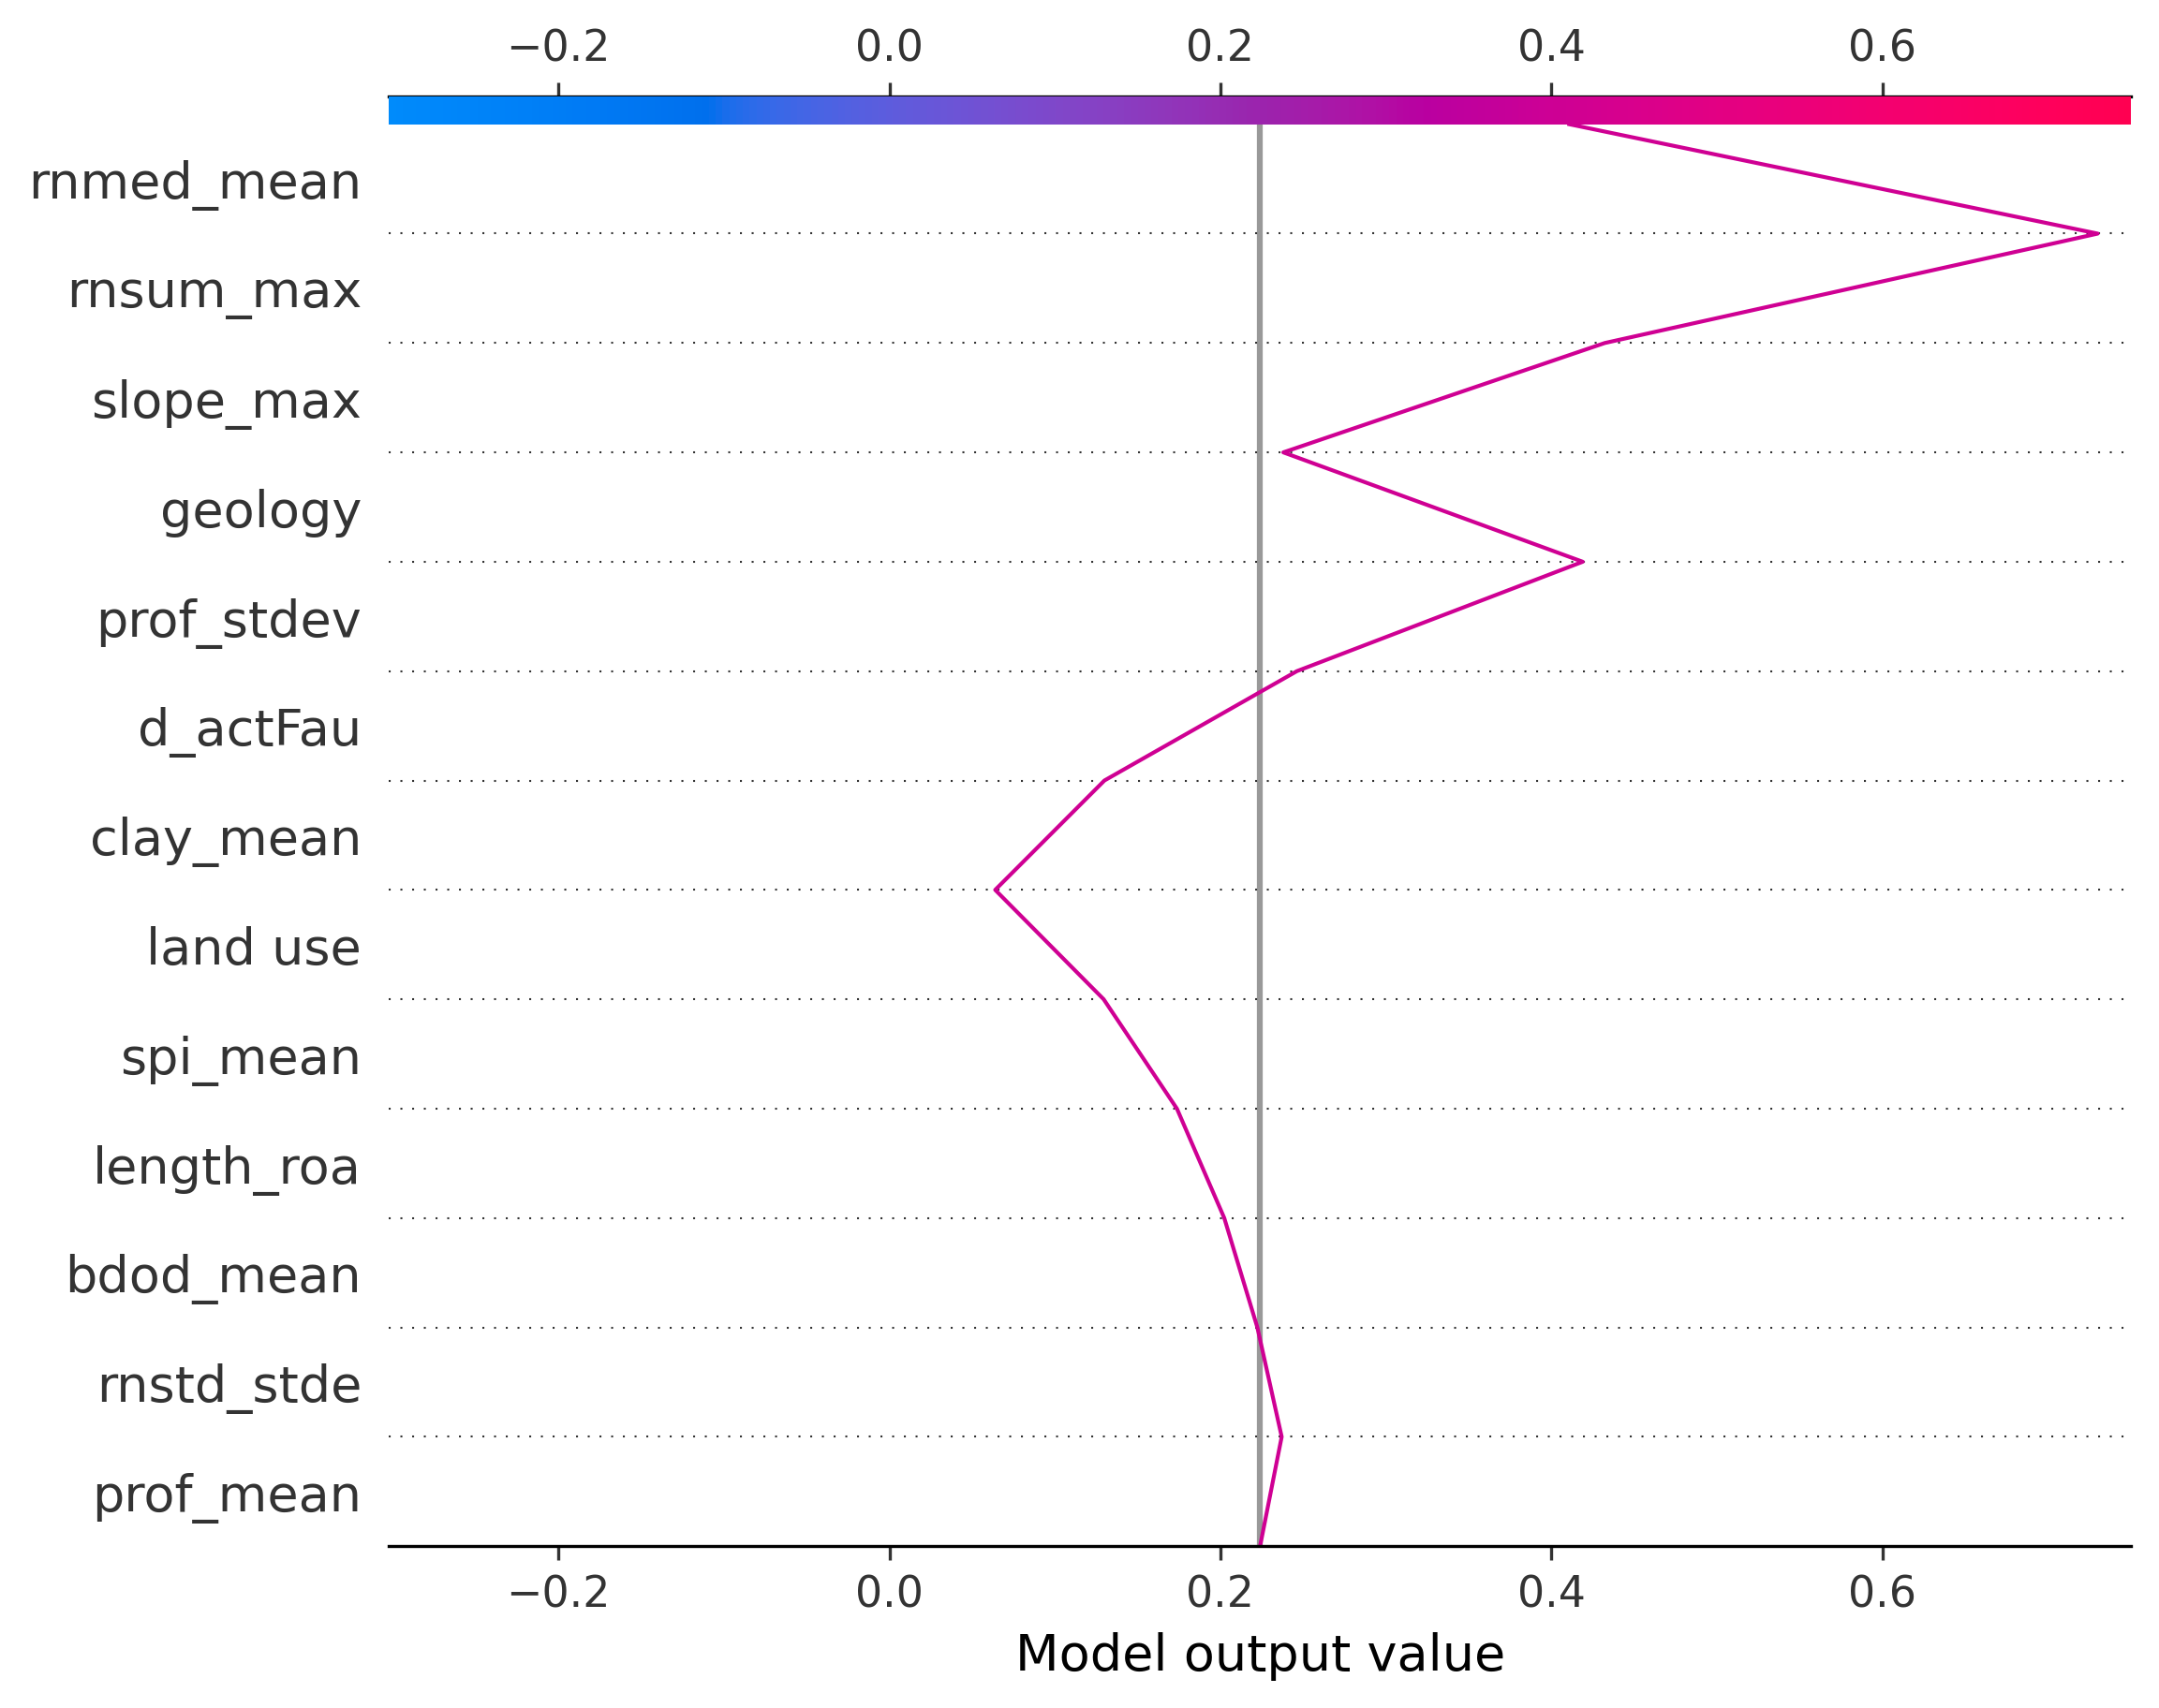 −0.2 0.0 0.2 0.4 0.6
rnmed_mean
rnsum_max
slope_max
geology
prof_stdev
d_actFau
clay_mean
land use
spi_mean
length_roa
bdod_mean
rnstd_stde
prof_mean
−0.2 0.0 0.2 0.4 0.6
Model output value